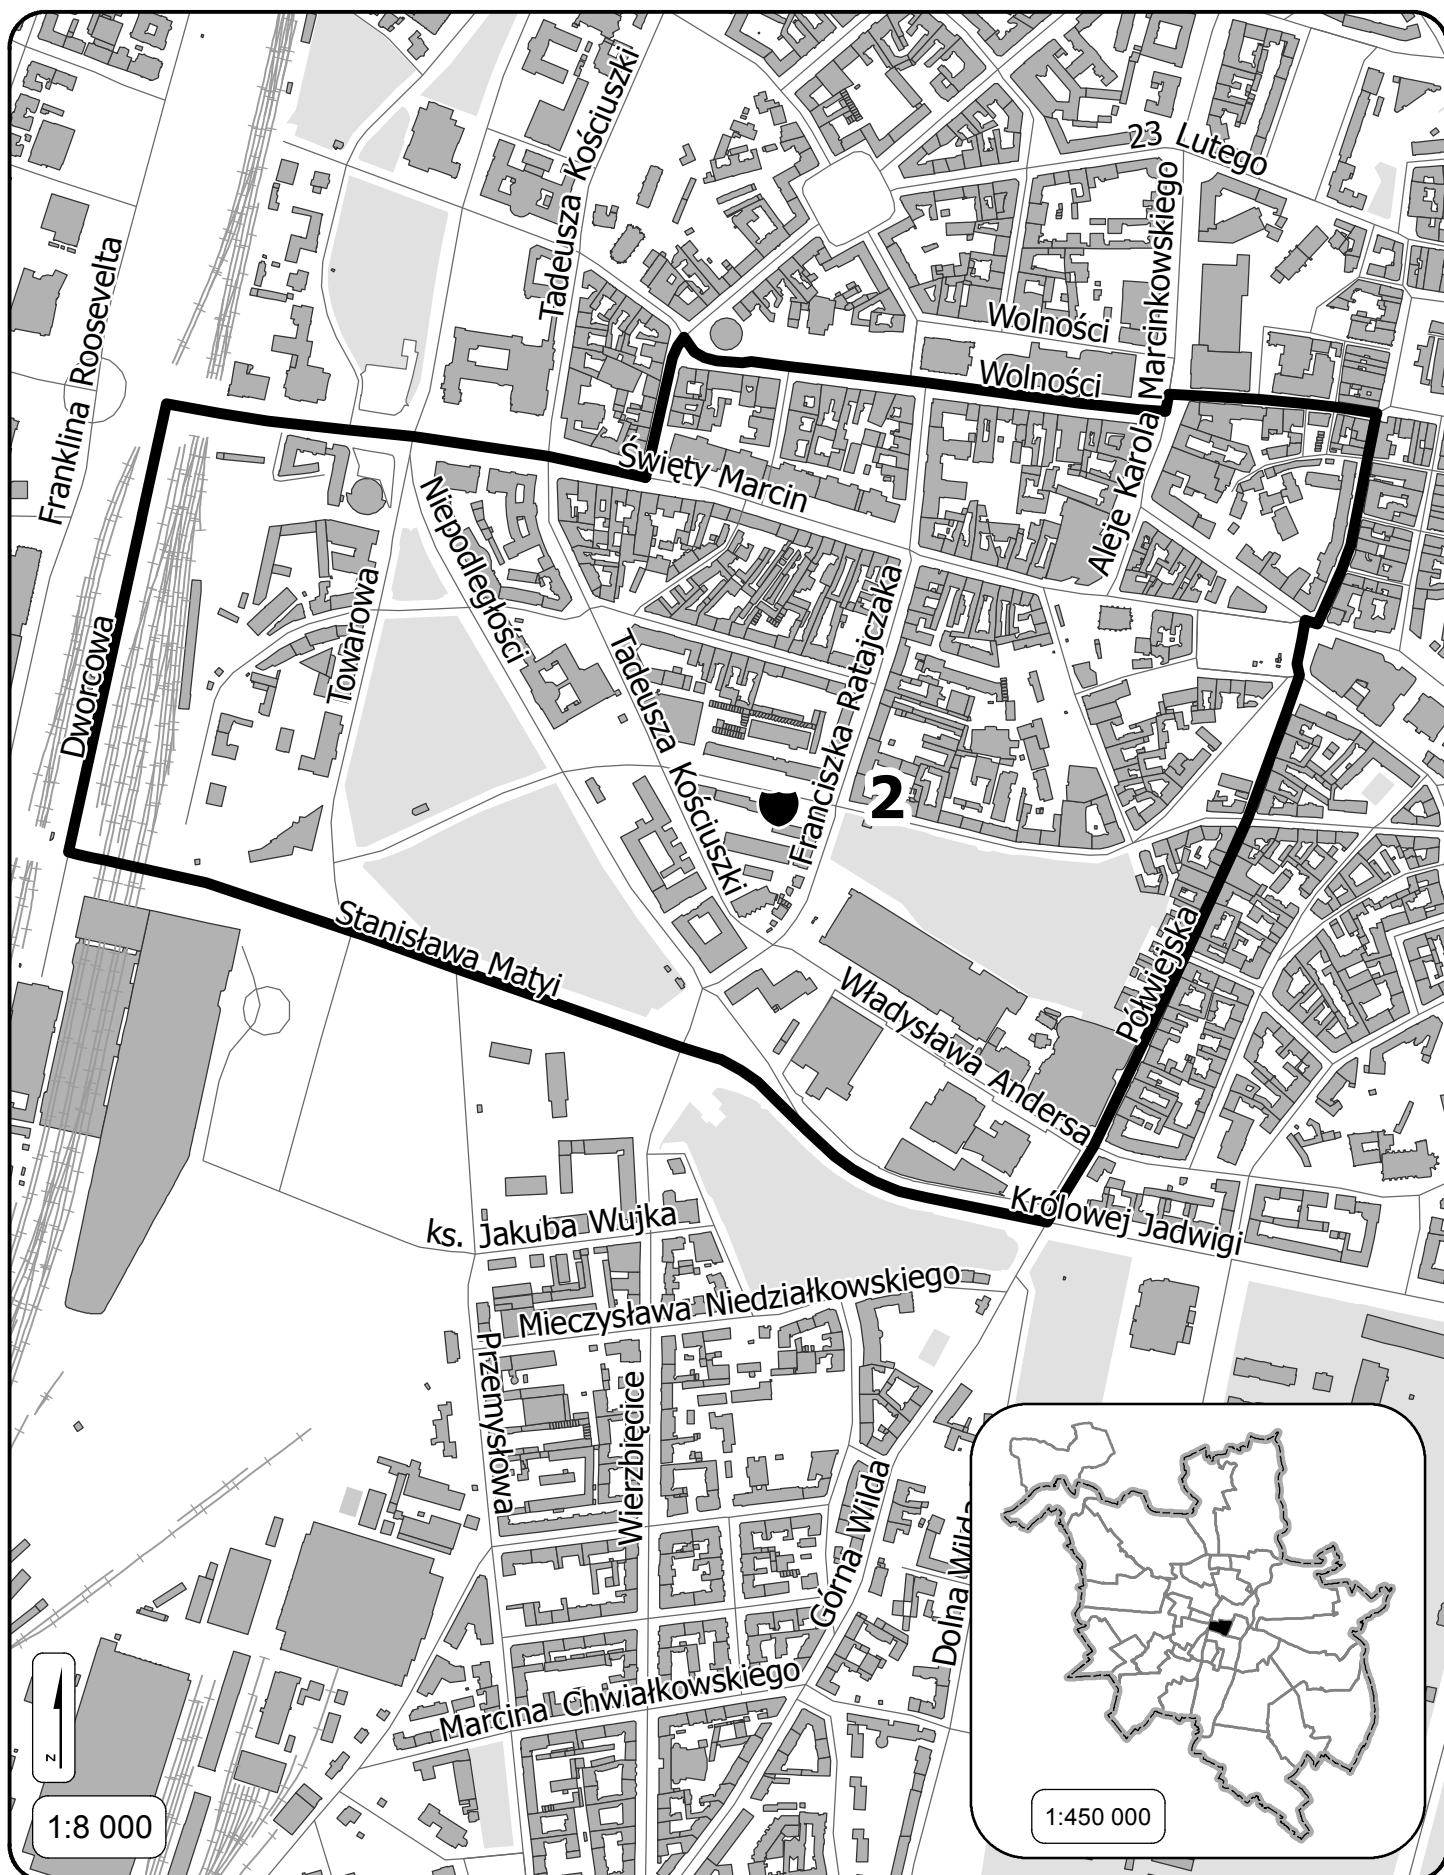 Tadeusza Kościuszki
23 Lutego
Franklina Roosevelta
Aleje Karola Marcinkowskiego
Wolności
Wolności
Święty Marcin
Niepodległości
Towarowa
Dworcowa
Tadeusza Kościuszki
Franciszka Ratajczaka
2
Stanisława Matyi
Półwiejska
Władysława Andersa
Królowej Jadwigi
ks. Jakuba Wujka
Mieczysława Niedziałkowskiego
Przemysłowa
Wierzbięcice
Górna Wilda
Dolna Wilda
Marcina Chwiałkowskiego
N
1:8 000
1:450 000